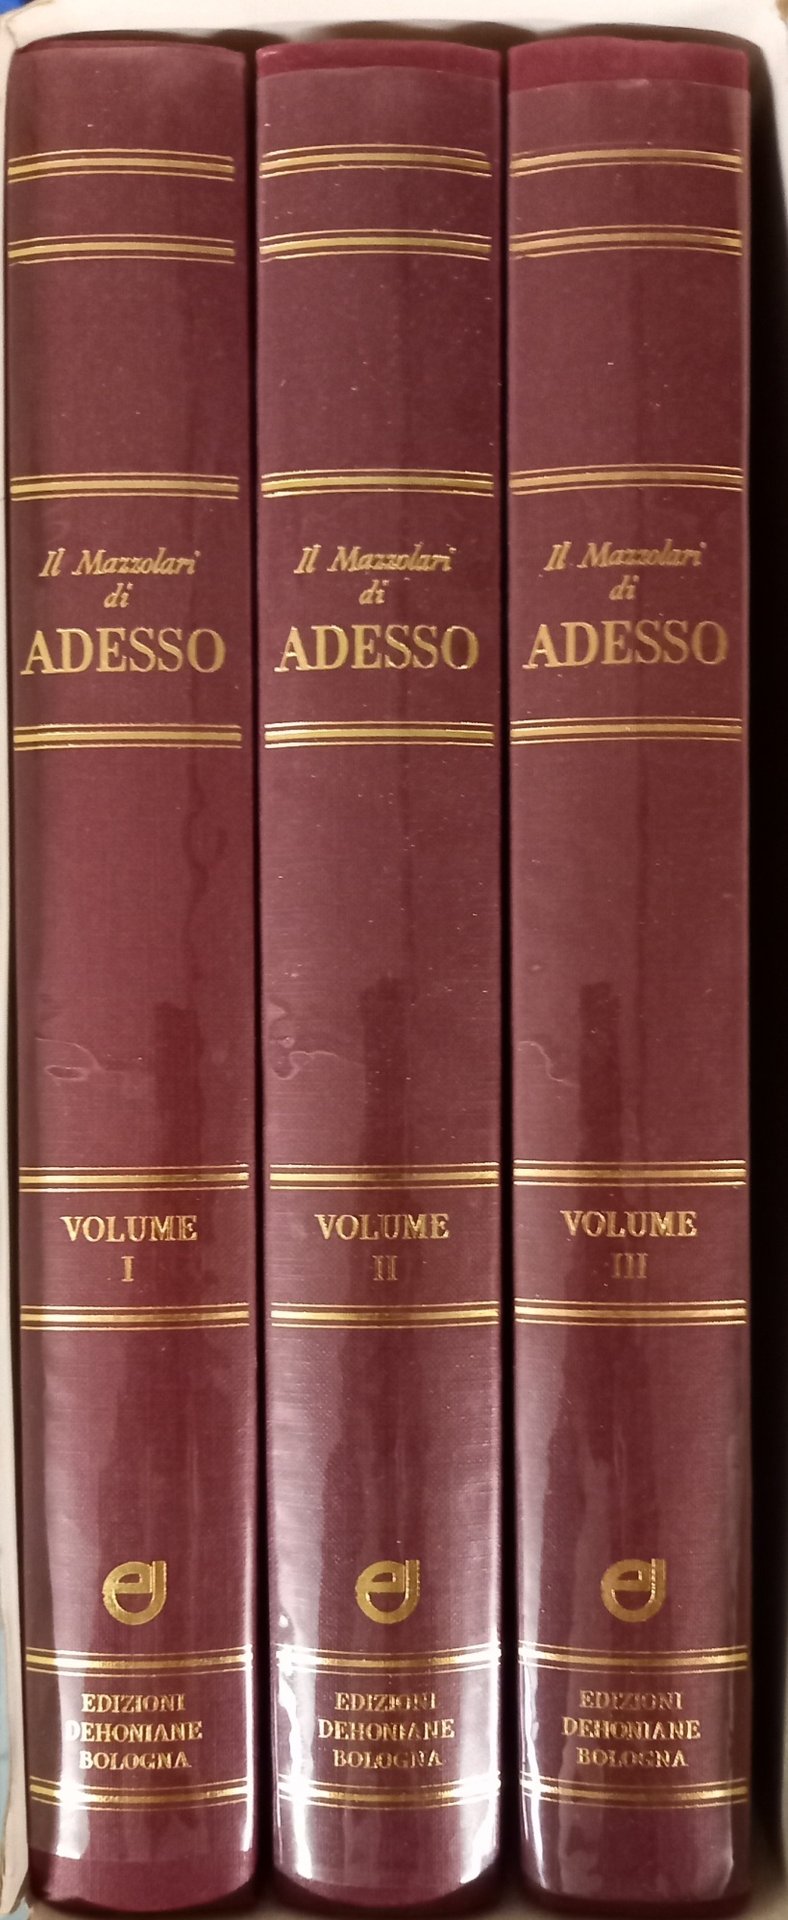 Il Mazzolari
di
ADESSO
VOLUME
I
EDIZIONI
DEHONIANE
BOLOGNA
Il Mazzolari
di
ADESSO
VOLUME
II
EDIZIONI
DEHONIANE
BOLOGNA
Il Mazzolari
di
ADESSO
VOLUME
III
EDIZIONI
DEHONIANE
BOLOGNA